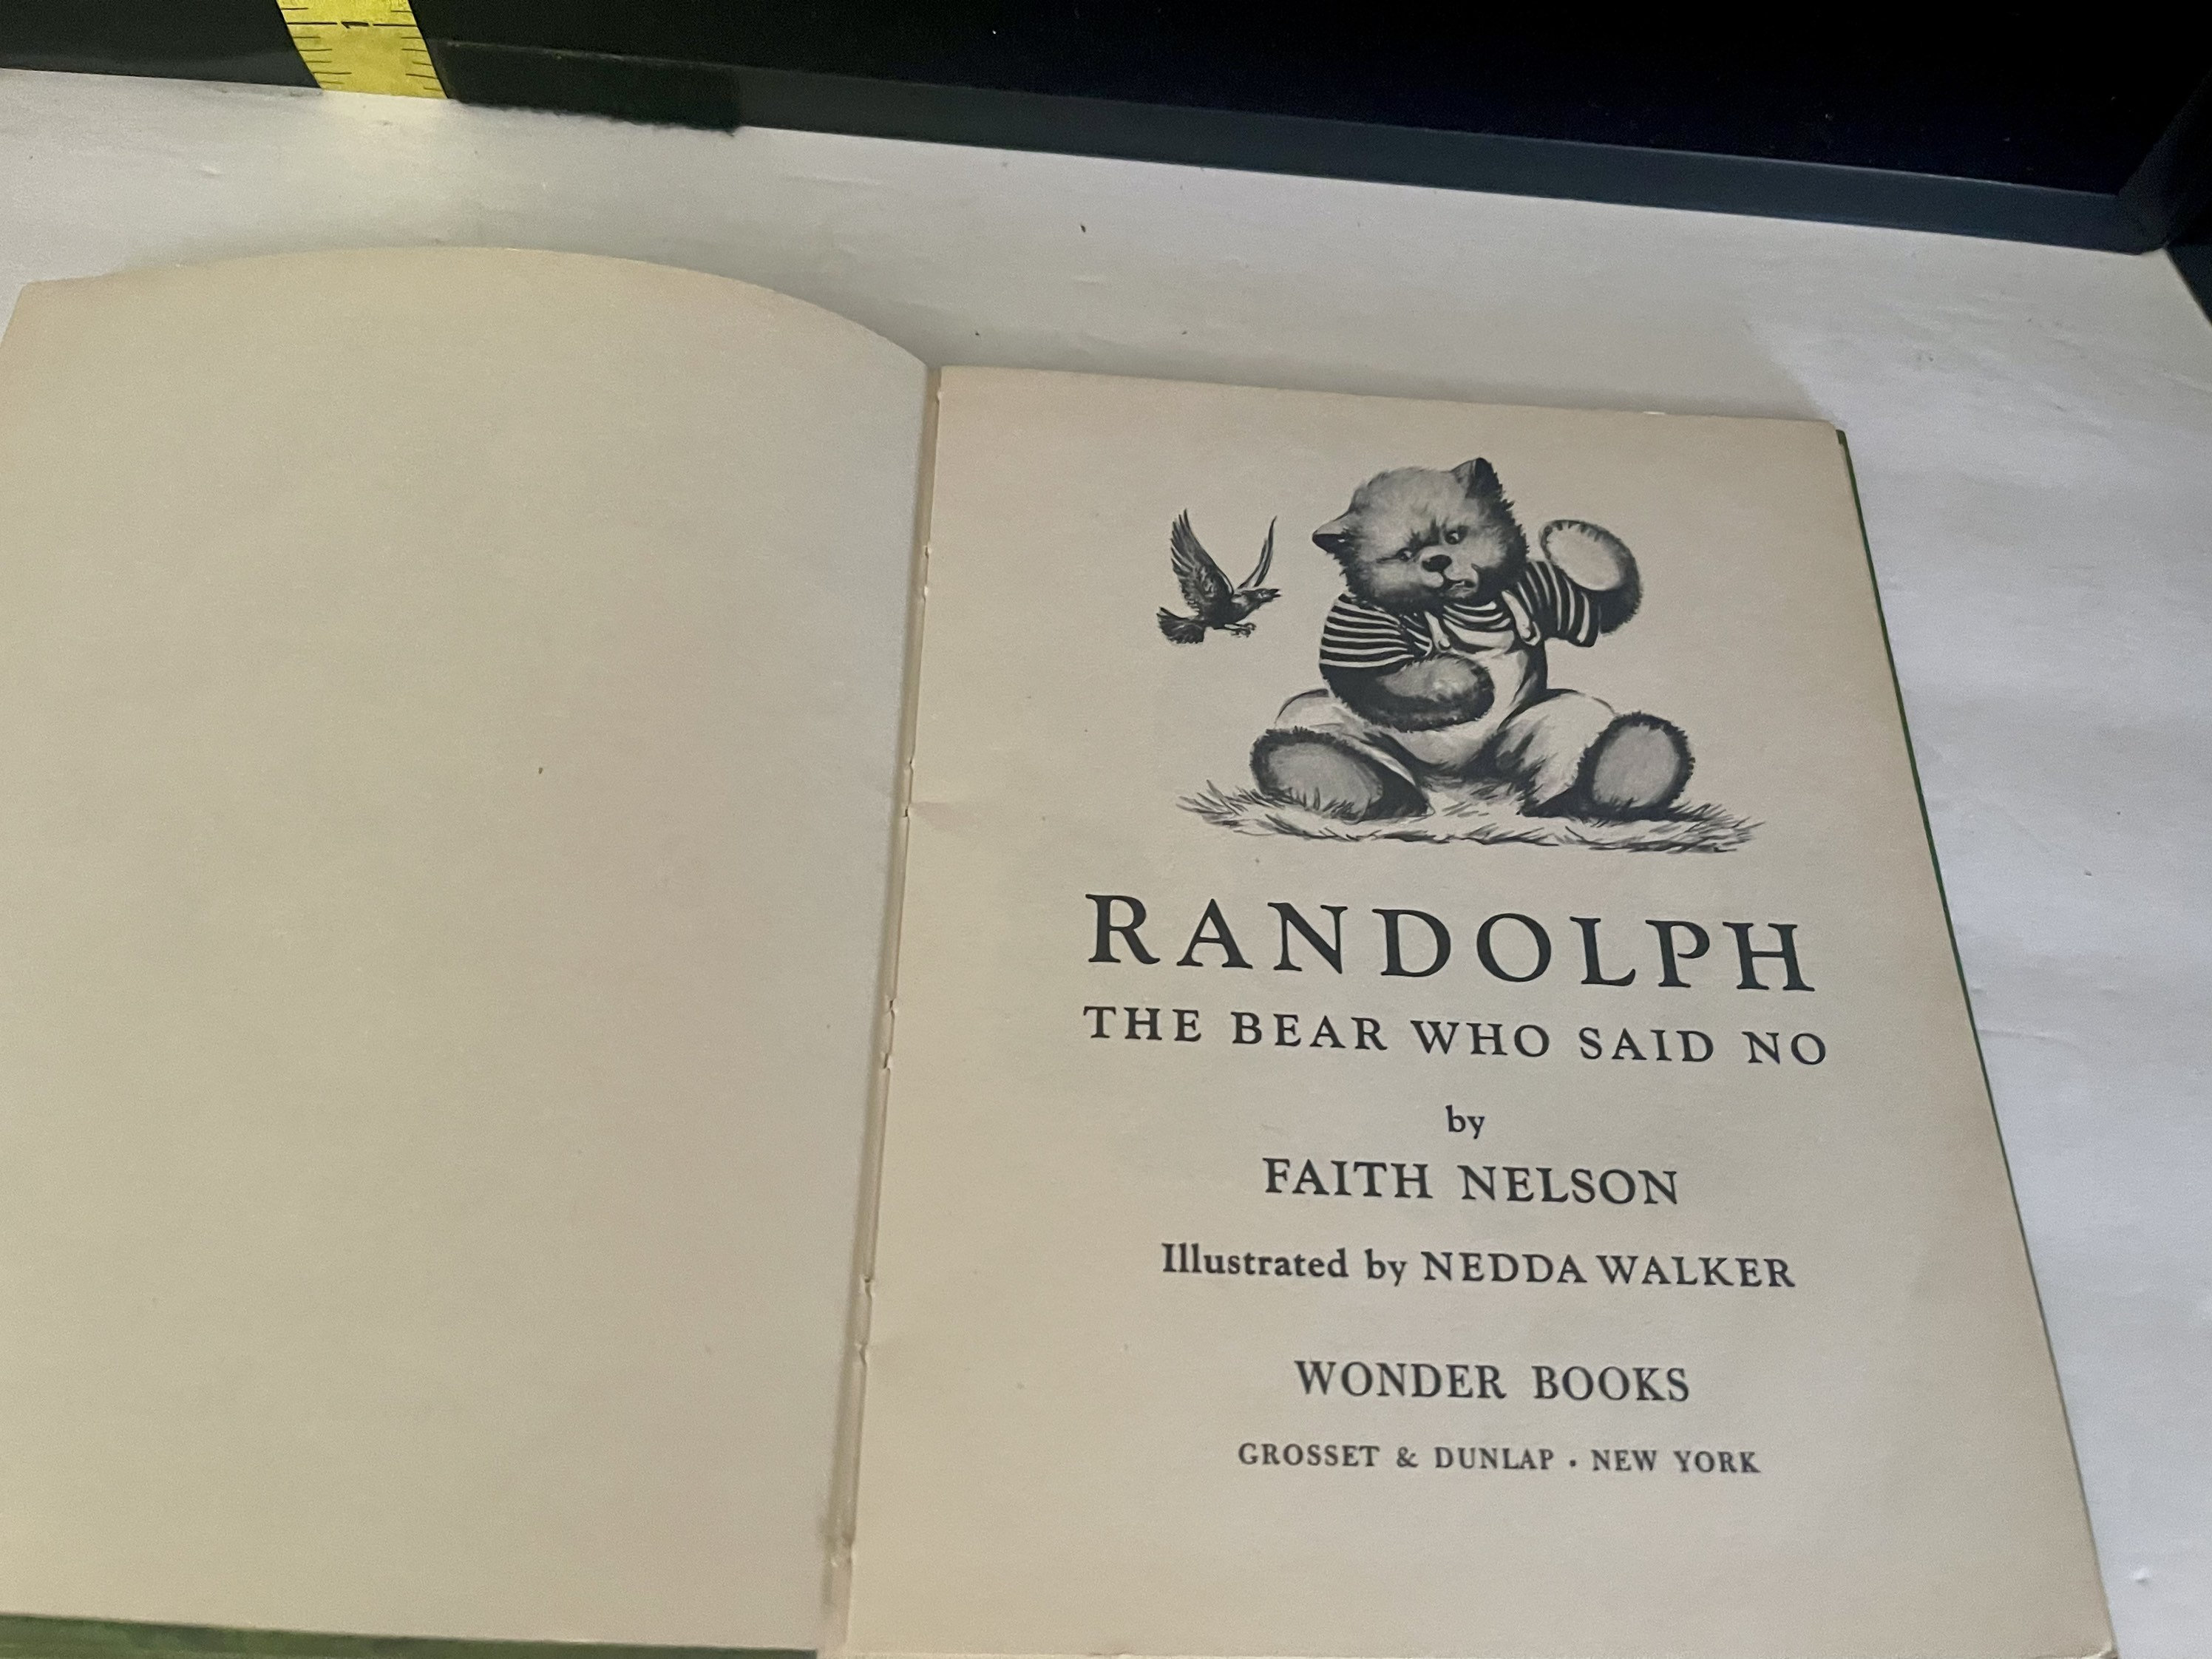 1
RANDOLPH
THE BEAR WHO SAID NO
by
FAITH NELSON
Illustrated by NEDDA WALKER
WONDER BOOKS
GROSSET & DUNLAP • NEW YORK